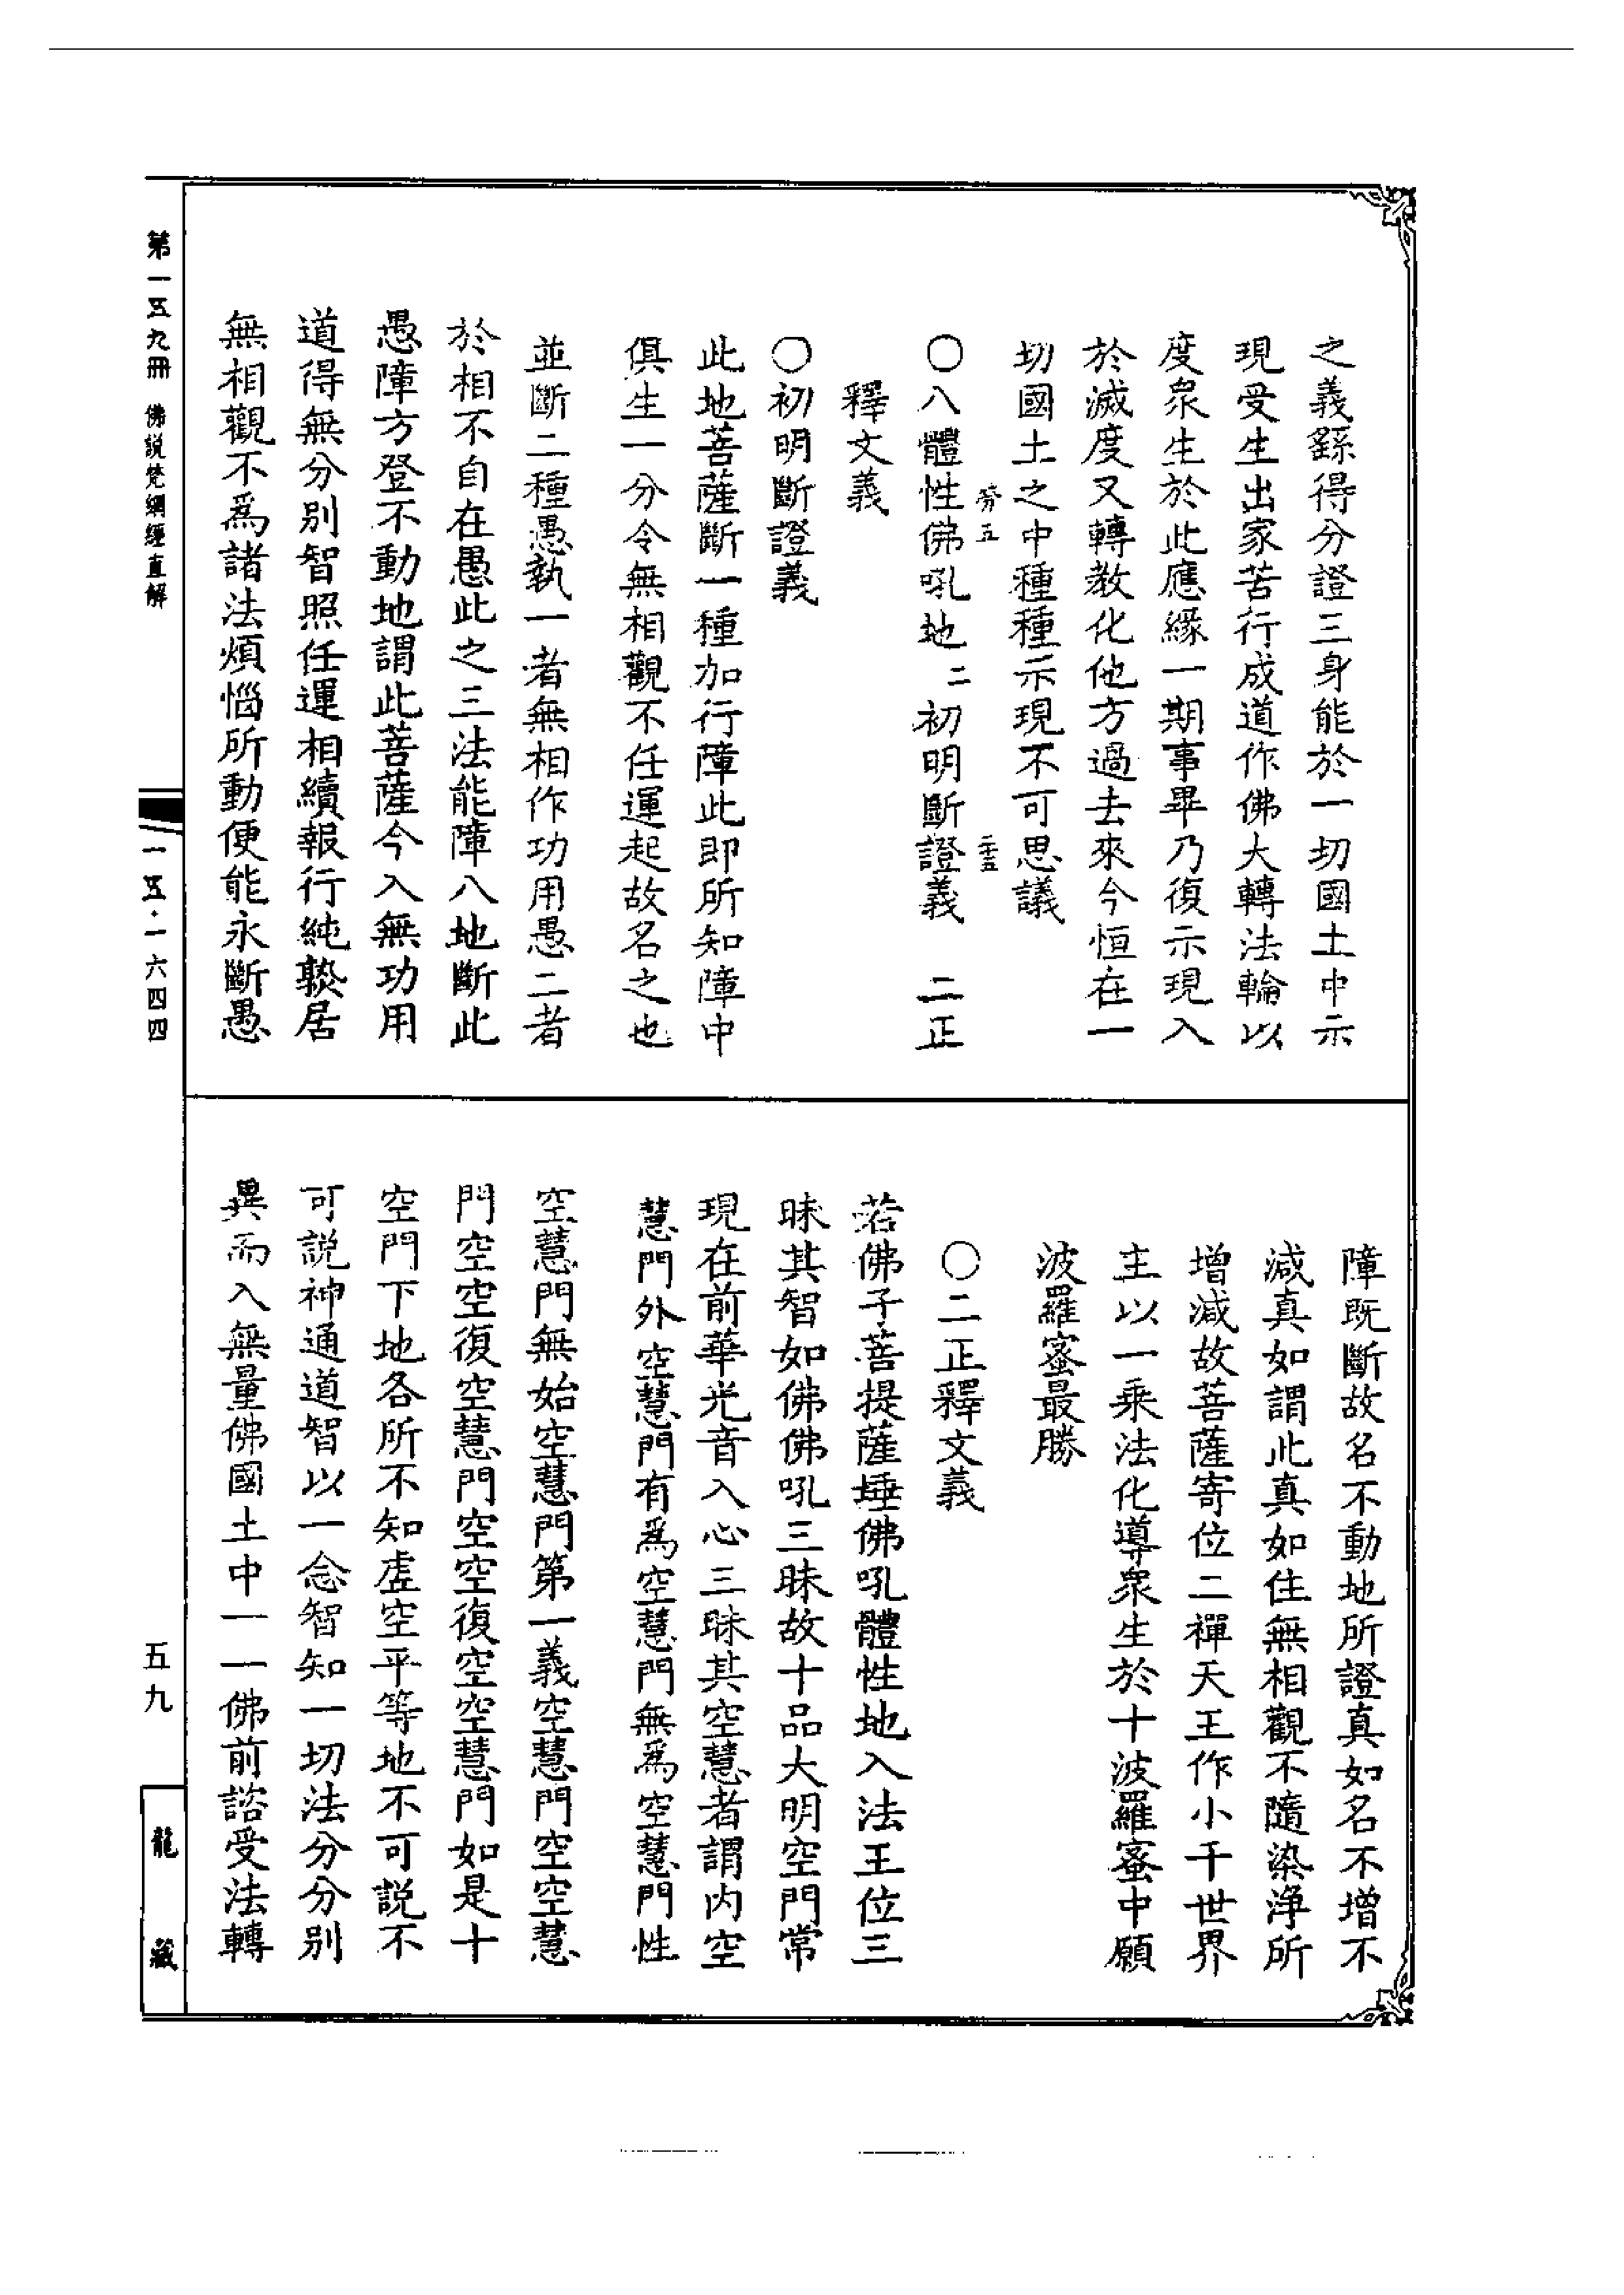 之義繇得分證三身能於一切國土中示
現受生出家苦行成道作佛大轉法輪以
度眾生於此應緣一期事畢乃復示現入
於滅度又轉教化他方過去來今恒在一
切國土之中種種示現不可思議
旁五
二五
〇八體性佛吼地二初明斷證義 二正
釋文義
〇初明斷證義
此地菩薩斷一種加行障此即所知障中
俱生一分令無相觀不任運起故名之也
並斷二種愚執一者無相作功用愚二者
於相不自在愚此之三法能障八地斷此
愚障方登不動地謂此菩薩今入無功用
道得無分別智照任運相續報行純熟居
無相觀不為諸法煩惱所動便能永斷愚
障既斷故名不動地所證真如名不增不
減真如謂此真如住無相觀不隨染淨所
增減故菩薩寄位二禪天王作小千世界
主以一乘法化導眾生於十波羅蜜中願
波羅蜜最勝
〇二正釋文義
若佛子菩提薩埵佛吼體性地入法王位三
昧其智如佛佛吼三昧故十品大明空門常
現在前華光音入心三昧其空慧者謂內空
慧門外空慧門有為空慧門無為空慧門性
空慧門無始空慧門第一義空慧門空空慧
門空空復空慧門空空復空空慧門如是十
空門下地各所不知虛空平等地不可說不
可說神通道智以一念智知一切法分分別
異而入無量佛國土中一一佛前諮受法轉
第一五九冊 佛說梵網經直解
一五·一六四四
五九
龍藏